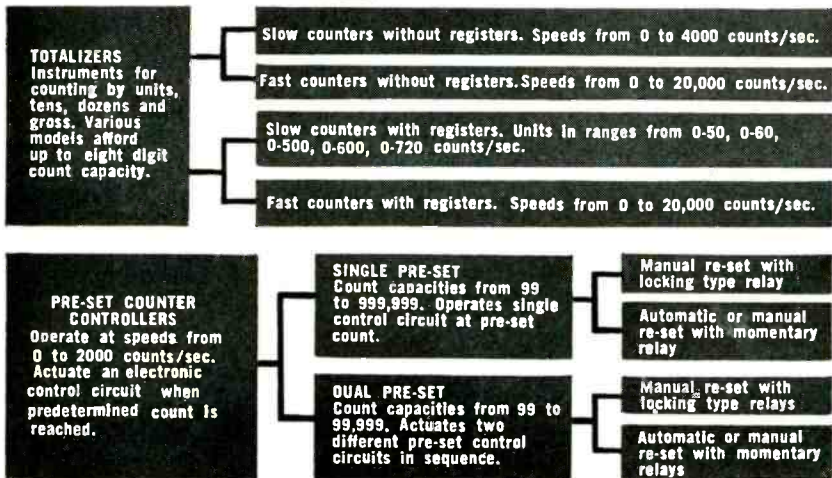 TOTALIZERS
Instruments for
counting by units,
tens, dozens and
gross. Various
models afford
up to eight digit
count capacity.
Slow counters without registers. Speeds from 0 to 4000 counts/sec.
Fast counters without registers. Speeds from 0 to 20,000 counts/sec.
Slow counters with registers. Units in ranges from 0-50, 0-60,
0-500, 0-600, 0-720 counts/sec.
Fast counters with registers. Speeds from 0 to 20,000 counts/sec.
PRE-SET COUNTER
CONTROLLERS
Operate at speeds from
0 to 2000 counts/sec.
Actuate an electronic
control circuit when
predetermined count is
reached.
SINGLE PRE-SET
Count capacities from 99
to 999,999. Operates single
control circuit at pre-set
count.
Manual re-set with
locking type relay
Automatic or manual
re-set with momentary
relay
DUAL PRE-SET
Count capacities from 99 to
99,999. Actuates two
different pre-set control
circuits in sequence.
Manual re-set with
locking type relays
Automatic or manual
re-set with momentary
relays